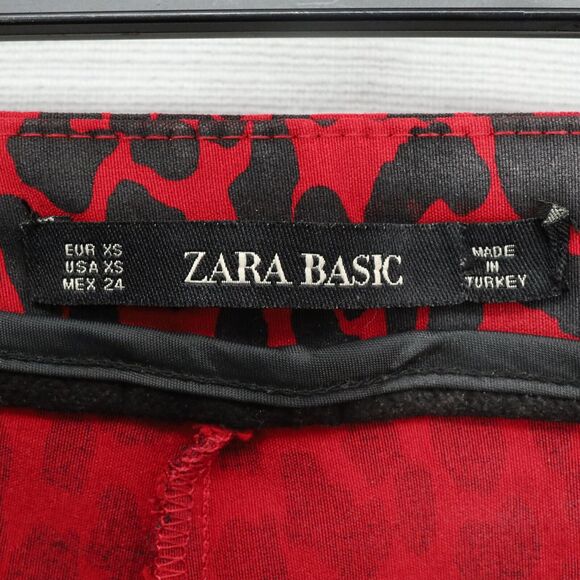 EUR XS
USA XS
MEX 24
ZARA BASIC
MADE
IN
TURKEY